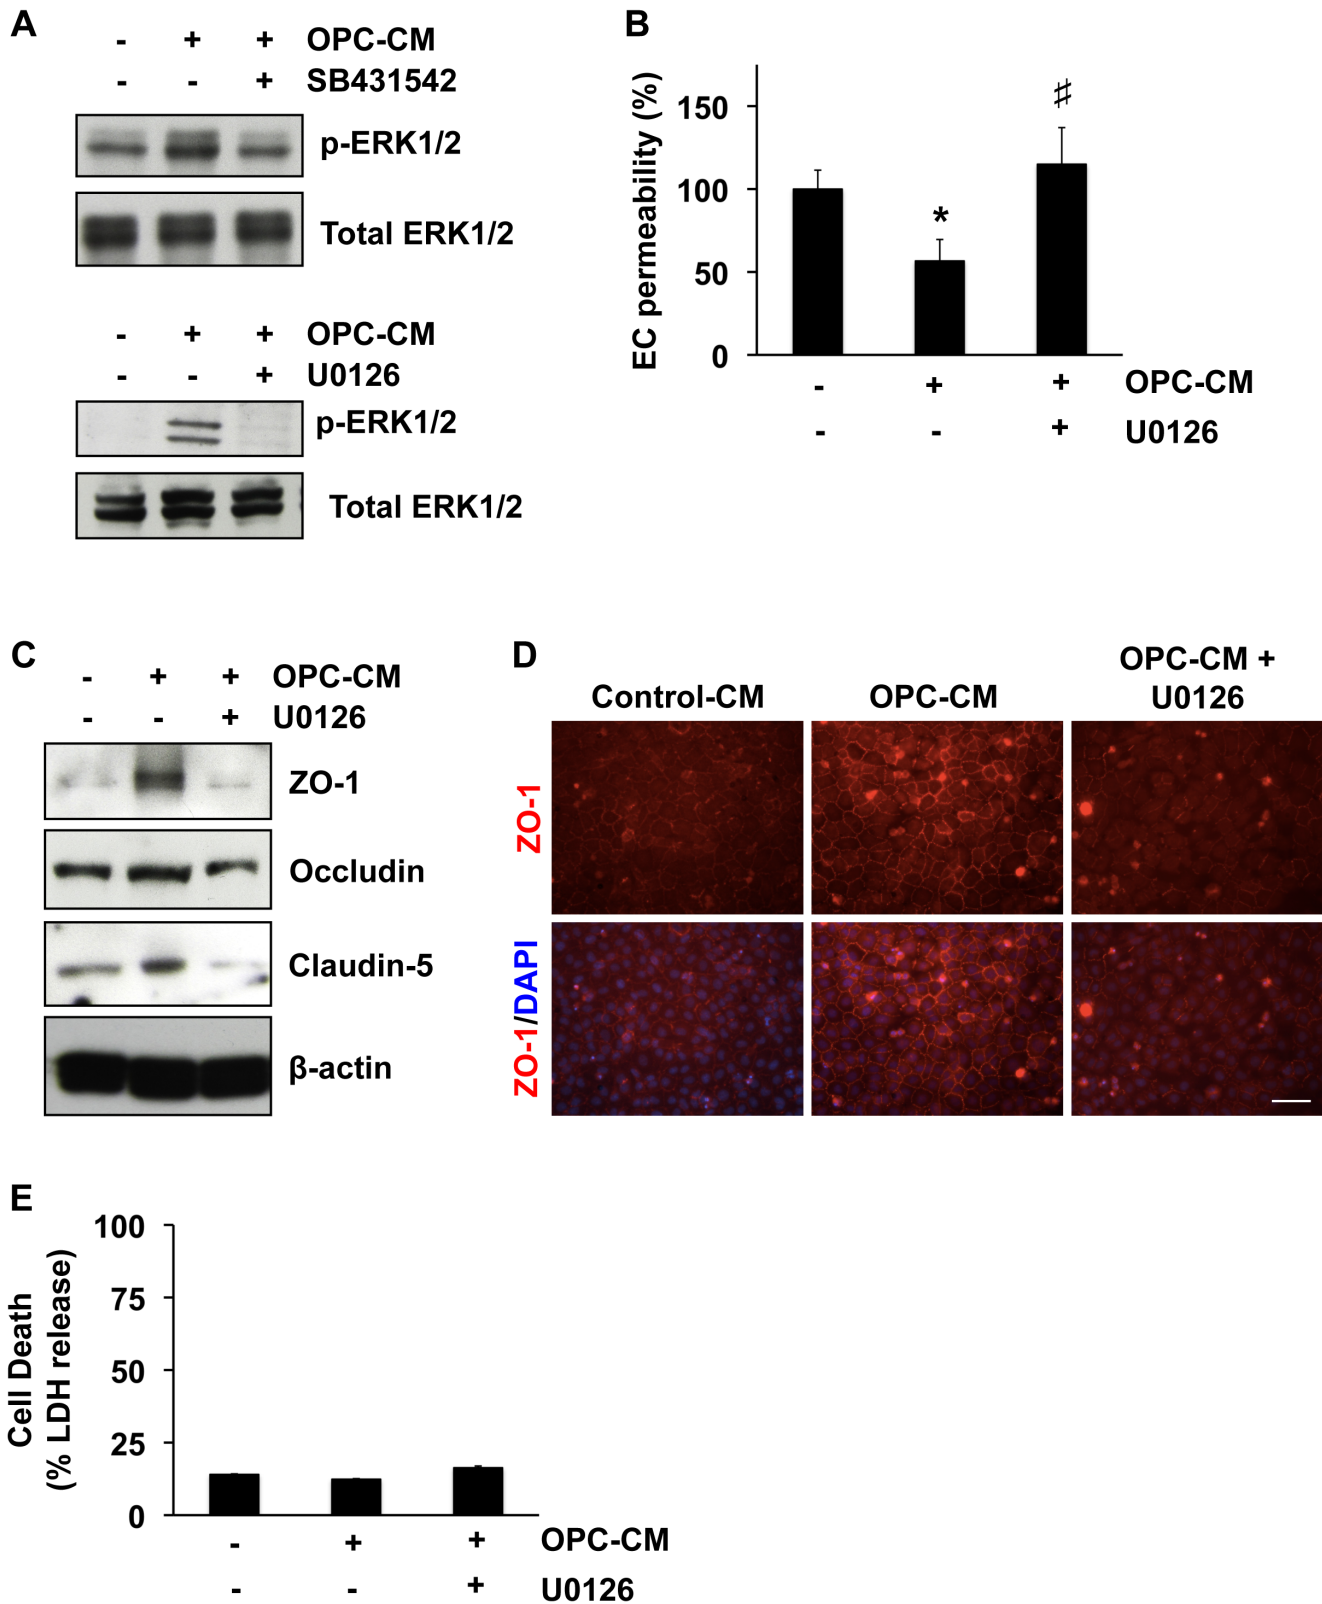 A
- + + OPC-CM
- - + SB431542
p-ERK1/2
Total ERK1/2
- + + OPC-CM
- - + U0126
p-ERK1/2
Total ERK1/2
B
EC permeability (%)
150
100
50
0
*
♯
- + + OPC-CM
- - + U0126
C
- + + OPC-CM
- - + U0126
ZO-1
Occludin
Claudin-5
β-actin
D
Control-CM
OPC-CM
OPC-CM +
U0126
ZO-1
ZO-1/DAPI
E
Cell Death
(% LDH release)
100
75
50
25
0
- + + OPC-CM
- - + U0126